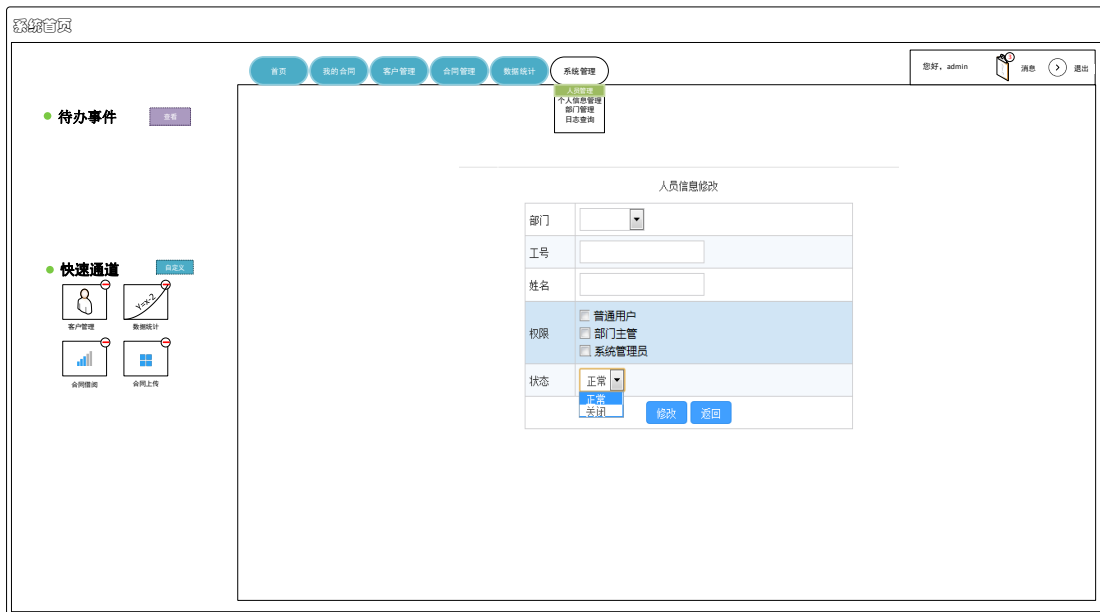 系统首页
首页
我的合同
客户管理
合同管理
数据统计
系统管理
您好，admin
3
消息
退出
人员管理
个人信息管理
部门管理
日志查询
待办事件
查看
人员信息修改
部门
工号
姓名
权限
普通用户
部门主管
系统管理员
状态
正常
正常
关闭
修改
返回
快速通道
自定义
Y=x-2
客户管理
数据统计
合同借阅
合同上传